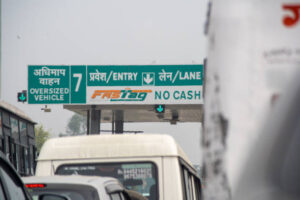 अधिमाप
वाहन
OVERSIZED
VEHICLE
7
प्रवेश/ENTRY लेन/LANE
FASTag NO CASH